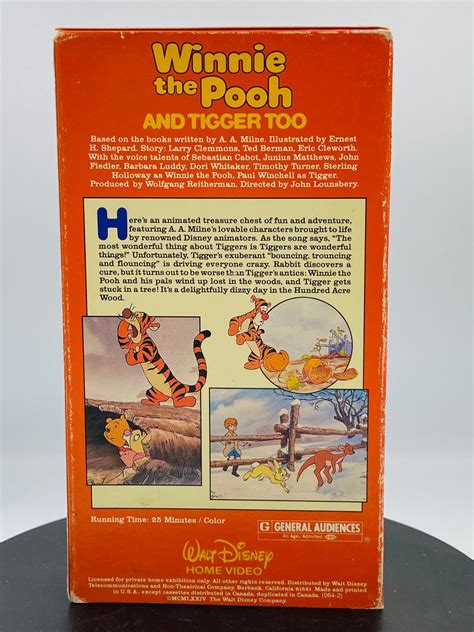 Winnie
the Pooh
AND TIGGER TOO
Based on the books written by A. A. Milne. Illustrated by Ernest
H. Shepard. Story: Larry Clemmons, Ted Berman, Eric Cleworth.
With the voice talents of Sebastian Cabot, Junius Matthews, John
Fiedler, Barbara Luddy, Dori Whitaker, Timothy Turner, Sterling
Holloway as Winnie the Pooh, Paul Winchell as Tigger.
Produced by Wolfgang Reitherman. Directed by John Lounsbery.
Here's an animated treasure chest of fun and adventure,
featuring A. A. Milne's lovable characters brought to life
by renowned Disney animators. As the song says, "The
most wonderful thing about Tiggers is Tiggers are wonderful
things!" Unfortunately, Tigger's exuberant "bouncing, trouncing
and flouncing" is driving everyone crazy. Rabbit discovers a
cure, but it turns out to be worse than Tigger's antics: Winnie the
Pooh and his pals wind up lost in the woods, and Tigger gets
stuck in a tree! It's a delightfully dizzy day in the Hundred Acre
Wood.
Running Time: 25 Minutes / Color
G GENERAL AUDIENCES
All Ages Admitted
Walt Disney
HOME VIDEO
Licensed for private home exhibition only. All other rights reserved. Distributed by Walt Disney
Telecommunications and Non-Theatrical Company, Burbank, California 91521. Made and printed
in U.S.A., except cassettes distributed in Canada, duplicated in Canada. (064-2)
©MCMLXXIV The Walt Disney Company.